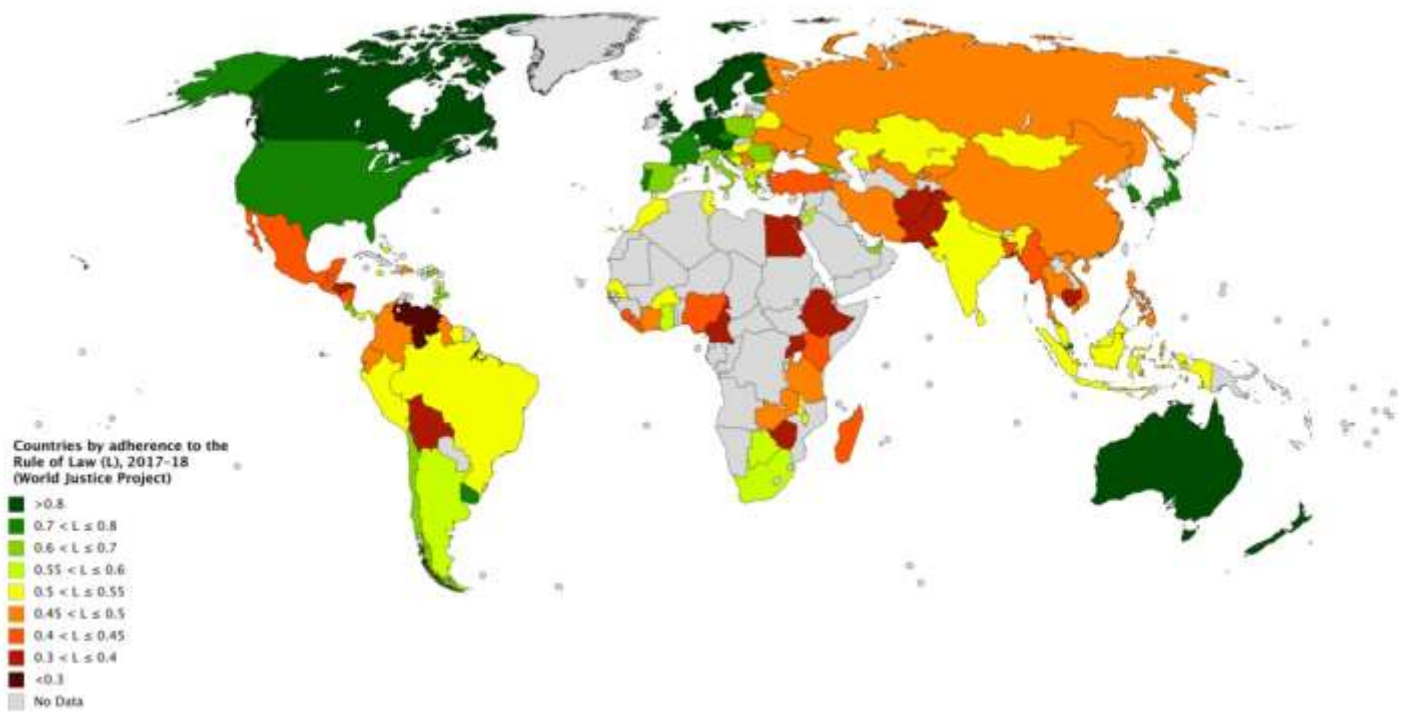 Countries by adherence to the
Rule of Law (L), 2017-18
(World Justice Project)
>0.8
0.7 < L ≤ 0.8
0.6 < L ≤ 0.7
0.55 < L ≤ 0.6
0.5 < L ≤ 0.55
0.45 < L ≤ 0.5
0.4 < L ≤ 0.45
0.3 < L ≤ 0.4
<0.3
No Data